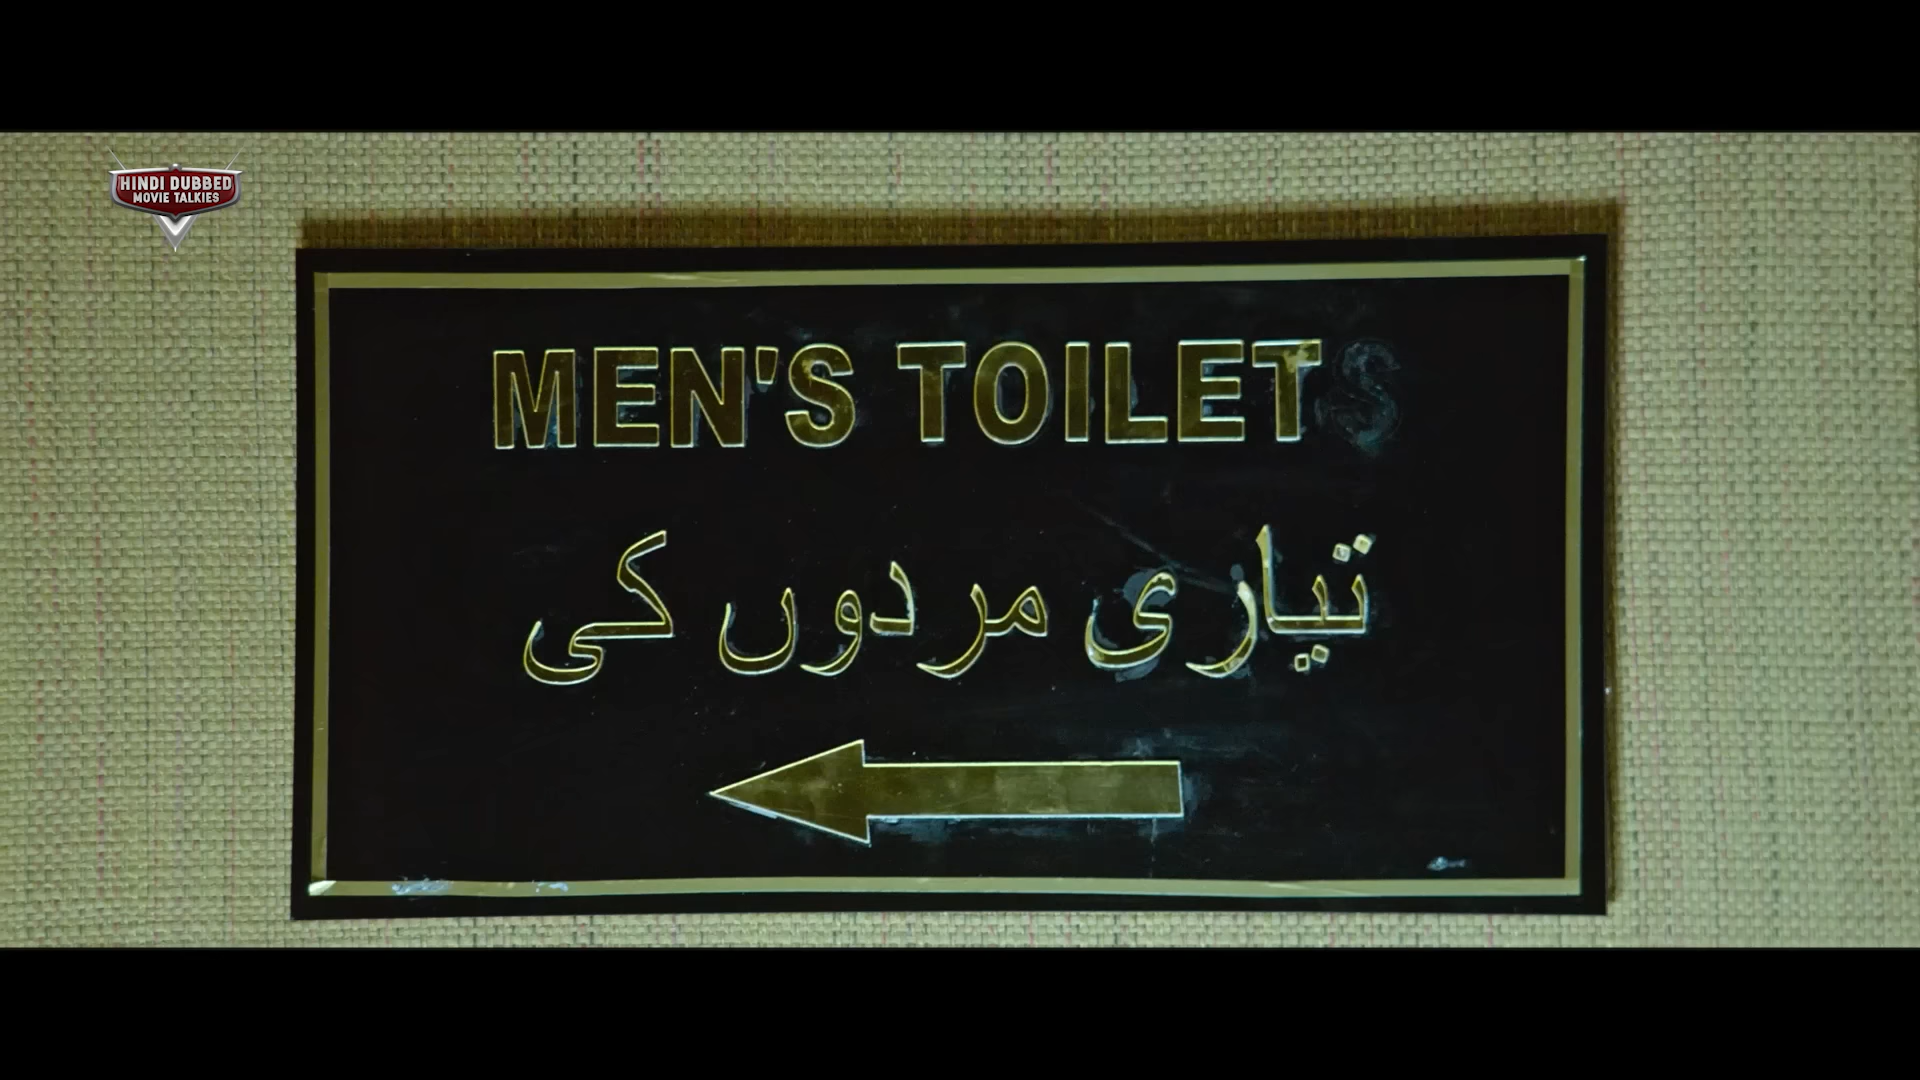 HINDI DUBBED
MOVIE TALKIES
MEN'S TOILETS
تیاری مردوں کی